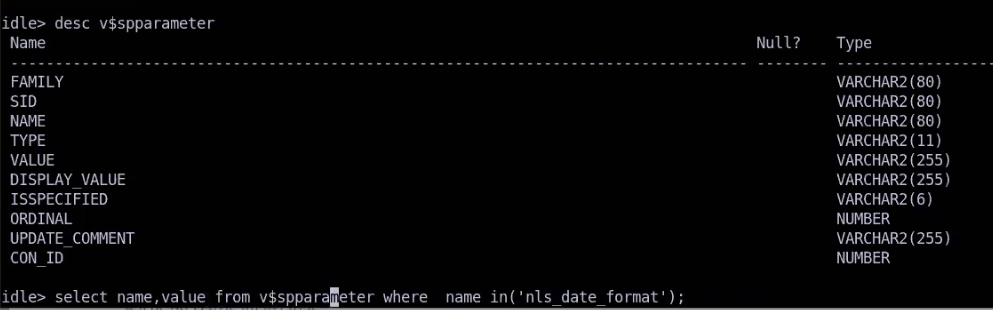 idle> desc v$spparameter
Name Null? Type
----------------------------------------------------------------------------------- -------- ------------------
FAMILY VARCHAR2(80)
SID VARCHAR2(80)
NAME VARCHAR2(80)
TYPE VARCHAR2(11)
VALUE VARCHAR2(255)
DISPLAY_VALUE VARCHAR2(255)
ISSPECIFIED VARCHAR2(6)
ORDINAL NUMBER
UPDATE_COMMENT VARCHAR2(255)
CON_ID NUMBER
idle> select name,value from v$spparameter where  name in('nls_date_format');